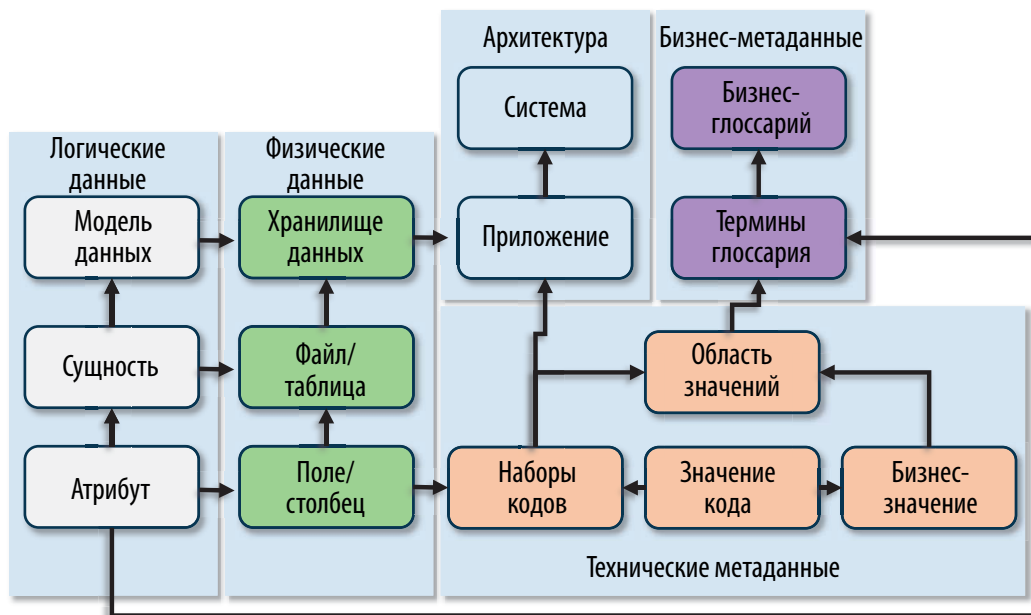 Архитектура
Бизнес-метаданные
Система
Бизнес-
глоссарий
Логические
данные
Физические
данные
Модель
данных
Хранилище
данных
Приложение
Термины
глоссария
Сущность
Файл/
таблица
Область
значений
Атрибут
Поле/
столбец
Наборы
кодов
Значение
кода
Бизнес-
значение
Технические метаданные